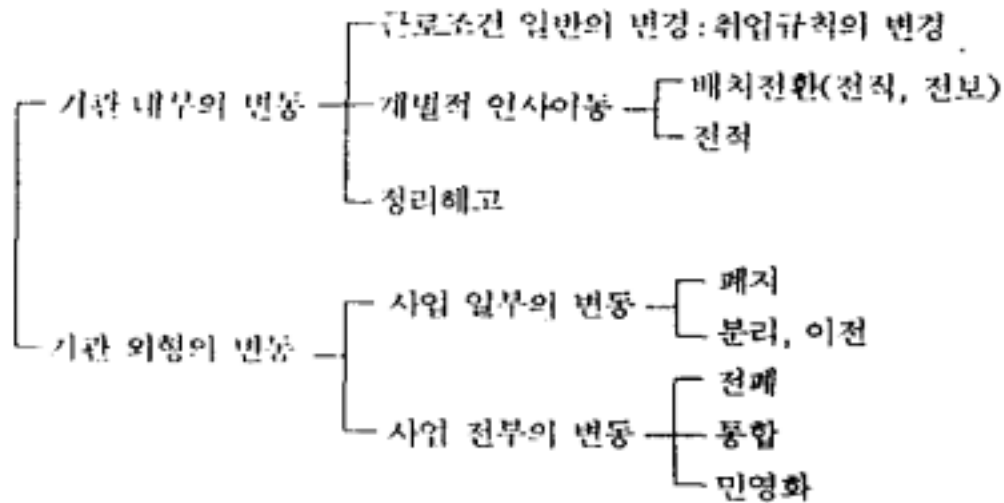 근로조건 일반의 변경 : 취업규칙의 변경
기관 내부의 변동
개별적 인사이동
배치전환(전직, 전보)
전적
정리해고
사업 일부의 변동
폐지
분리, 이전
기관 외형의 변동
전폐
사업 전부의 변동
통합
민영화